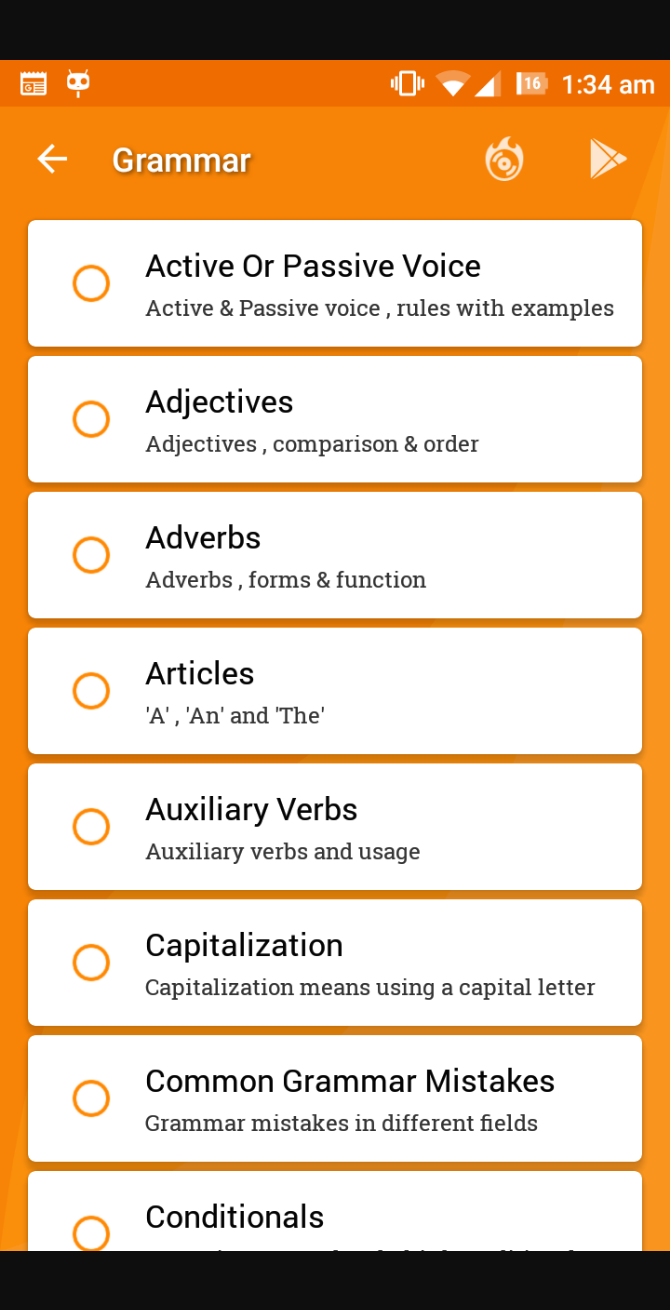 16 1:34 am
Grammar
Active Or Passive Voice
Active & Passive voice , rules with examples
Adjectives
Adjectives , comparison & order
Adverbs
Adverbs , forms & function
Articles
'A' , 'An' and 'The'
Auxiliary Verbs
Auxiliary verbs and usage
Capitalization
Capitalization means using a capital letter
Common Grammar Mistakes
Grammar mistakes in different fields
Conditionals